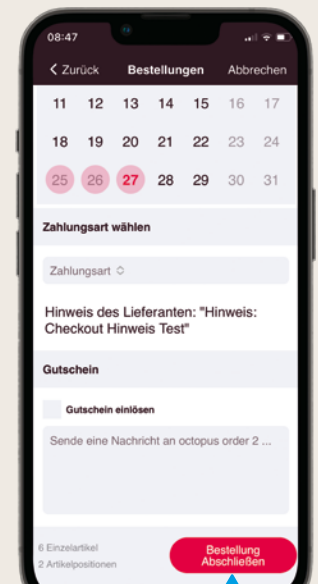 08:47
Zurück Bestellungen Abbrechen
11 12 13 14 15 16 17
18 19 20 21 22 23 24
25 26 27 28 29 30 31
Zahlungsart wählen
Zahlungsart
Hinweis des Lieferanten: "Hinweis:
Checkout Hinweis Test"
Gutschein
Gutschein einlösen
Sende eine Nachricht an octopus order 2 ...
6 Einzelartikel
2 Artikelpositionen
Bestellung
Abschließen